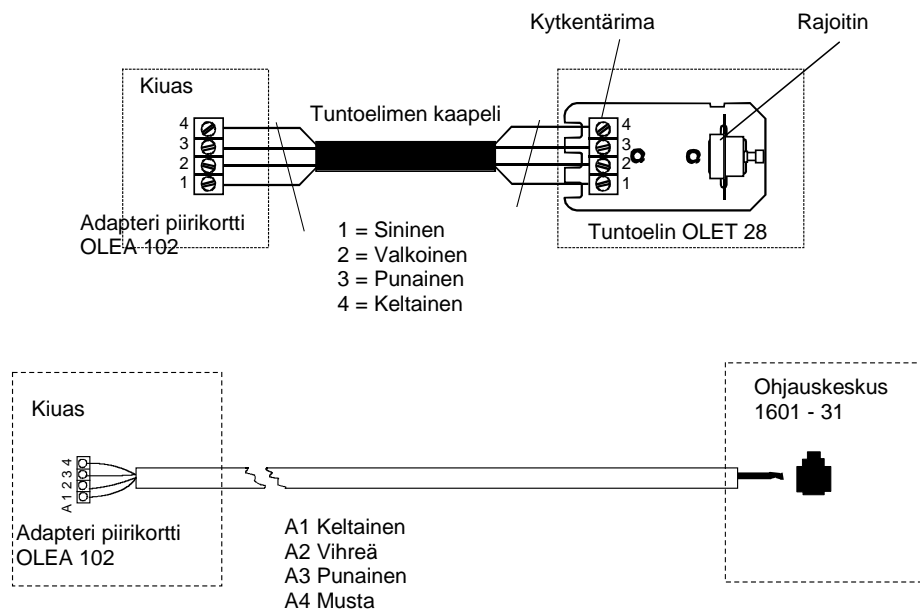 Kytkentärima
Rajoitin
Kiuas
Tuntoelimen kaapeli
4
3
2
1
4
3
2
1
Adapteri piirikortti
OLEA 102
1 = Sininen
2 = Valkoinen
3 = Punainen
4 = Keltainen
Tuntoelin OLET 28
Kiuas
Ohjauskeskus
1601 - 31
A 1 2 3 4
Adapteri piirikortti
OLEA 102
A1 Keltainen
A2 Vihreä
A3 Punainen
A4 Musta